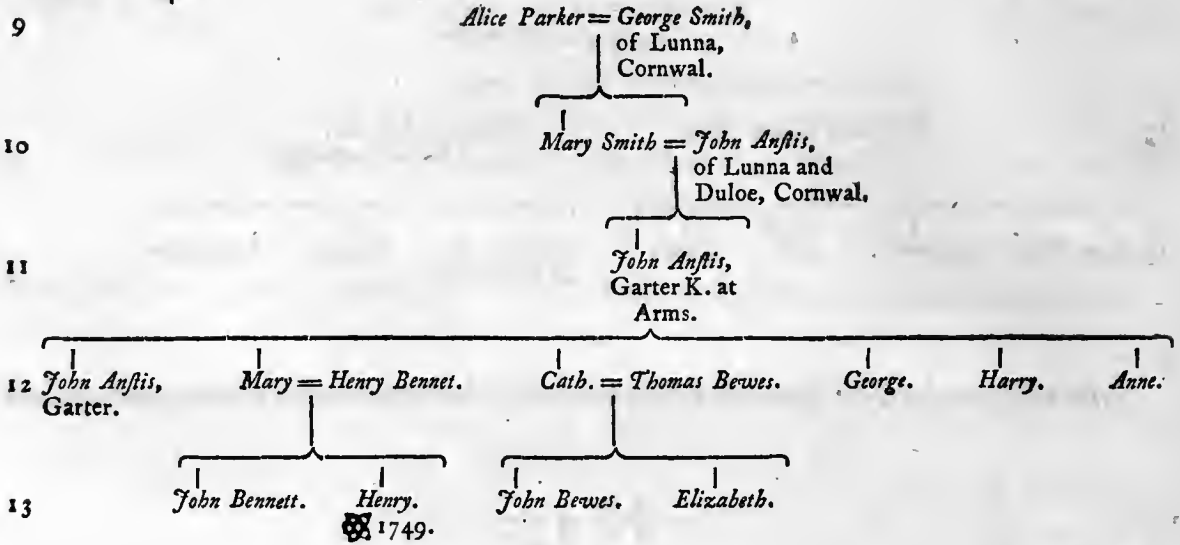 9 Alice Parker = George Smith,
of Lunna,
Cornwal.
10 Mary Smith = John Anſtis,
of Lunna and
Duloe, Cornwal.
11 John Anſtis,
Garter K. at
Arms.
12 John Anſtis, Mary = Henry Bennet. Cath. = Thomas Bewes. George. Harry. Anne.
Garter.
13 John Bennett. Henry. John Bewes. Elizabeth.
1749.